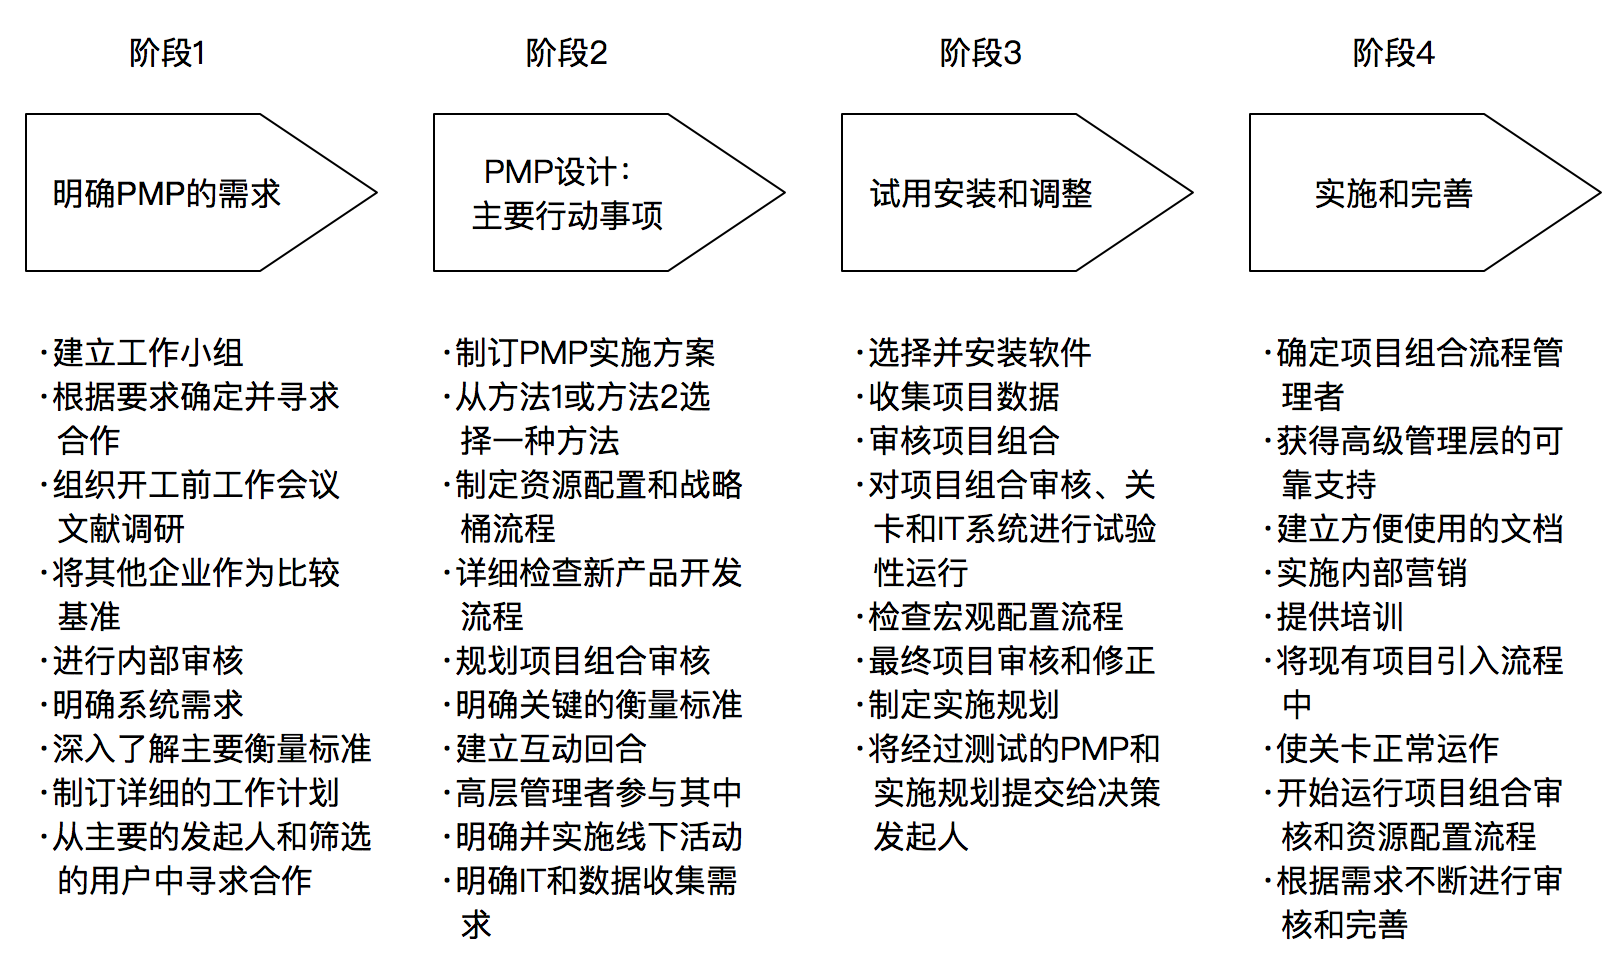 阶段1
阶段2
阶段3
阶段4
明确PMP的需求
PMP设计：
主要行动事项
试用安装和调整
实施和完善
·建立工作小组
·根据要求确定并寻求
合作
·组织开工前工作会议
文献调研
·将其他企业作为比较
基准
·进行内部审核
·明确系统需求
·深入了解主要衡量标准
·制订详细的工作计划
·从主要的发起人和筛选
的用户中寻求合作
·制订PMP实施方案
·从方法1或方法2选
择一种方法
·制定资源配置和战略
桶流程
·详细检查新产品开发
流程
·规划项目组合审核
·明确关键的衡量标准
·建立互动回合
·高层管理者参与其中
·明确并实施线下活动
·明确IT和数据收集需
求
·选择并安装软件
·收集项目数据
·审核项目组合
·对项目组合审核、关
卡和IT系统进行试验
性运行
·检查宏观配置流程
·最终项目审核和修正
·制定实施规划
·将经过测试的PMP和
实施规划提交给决策
发起人
·确定项目组合流程管
理者
·获得高级管理层的可
靠支持
·建立方便使用的文档
·实施内部营销
·提供培训
·将现有项目引入流程
中
·使关卡正常运作
·开始运行项目组合审
核和资源配置流程
·根据需求不断进行审
核和完善